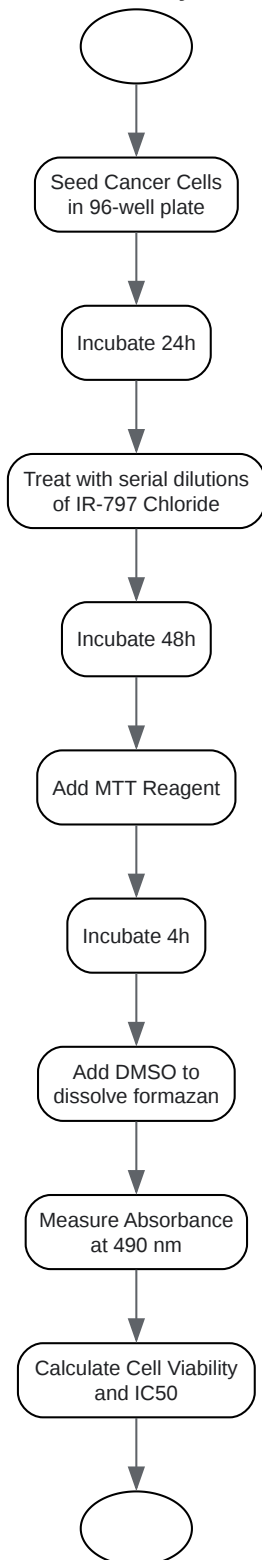 Seed Cancer Cells
in 96-well plate
Incubate 24h
Treat with serial dilutions
of IR-797 Chloride
Incubate 48h
Add MTT Reagent
Incubate 4h
Add DMSO to
dissolve formazan
Measure Absorbance
at 490 nm
Calculate Cell Viability
and IC50